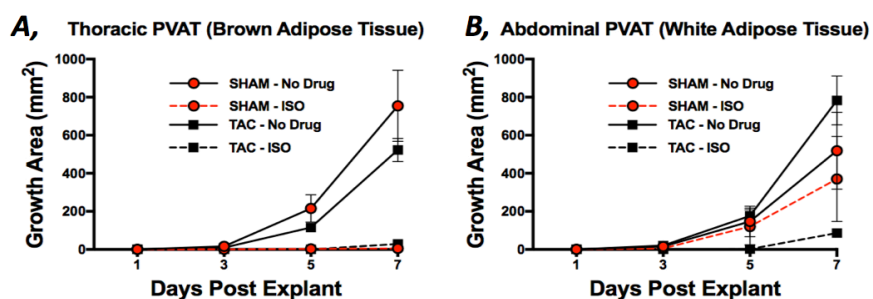 A, Thoracic PVAT (Brown Adipose Tissue)
1000
800
600
400
200
0
Growth Area (mm²)
SHAM - No Drug
SHAM - ISO
TAC - No Drug
TAC - ISO
1 3 5 7
Days Post Explant
B, Abdominal PVAT (White Adipose Tissue)
1000
800
600
400
200
0
Growth Area (mm²)
SHAM - No Drug
SHAM - ISO
TAC - No Drug
TAC - ISO
1 3 5 7
Days Post Explant